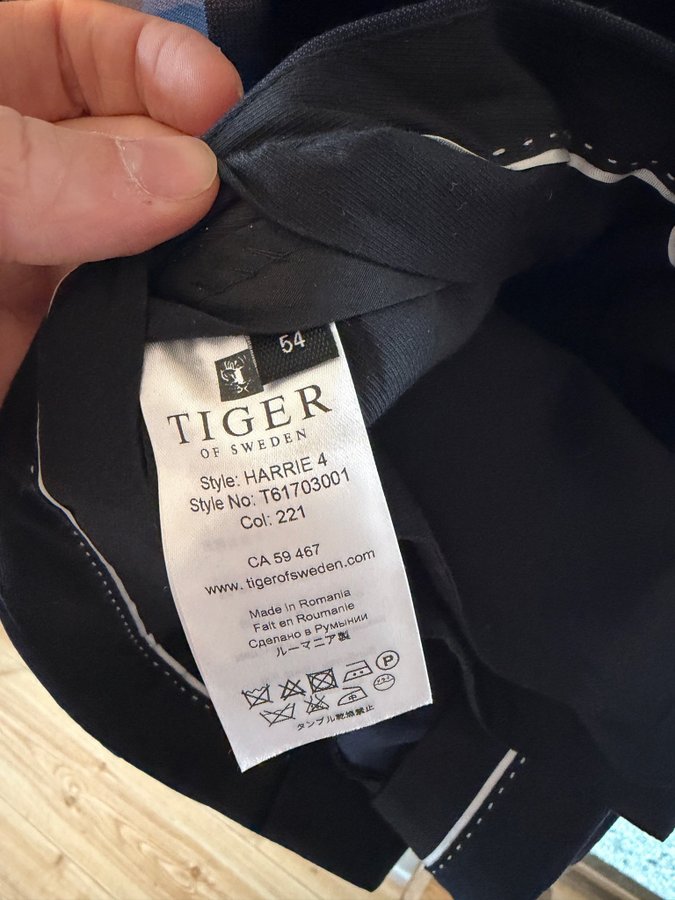 54
TIGER
OF SWEDEN
Style: HARRIE 4
Style No: T61703001
Col: 221
CA 59 467
www. tigerofsweden.com
Made in Romania
Fait en Roumanie
Сделано в Румынии
ルーマニア製
P
タンブル乾燥禁止